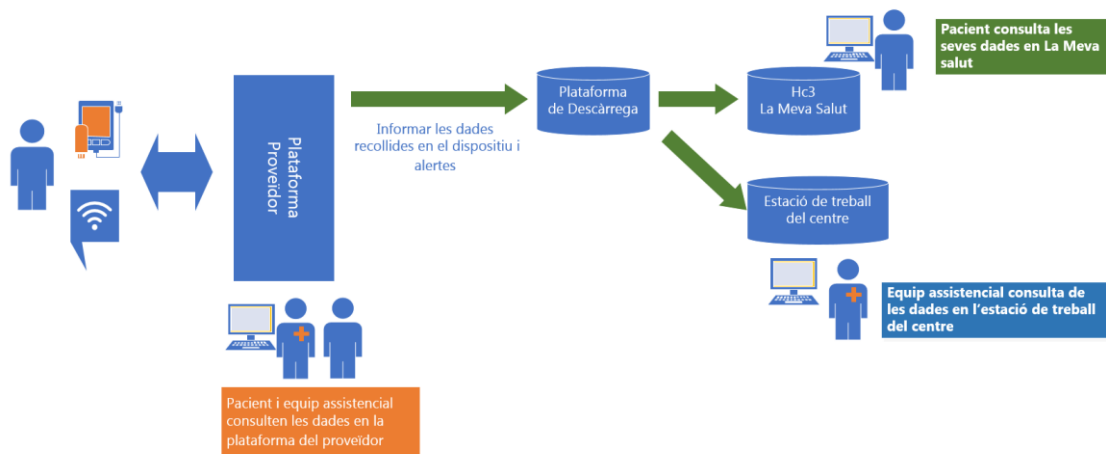 Pacient consulta les
seves dades en La Meva
salut
Plataforma
Proveïdor
Informar les dades
recollides en el dispositiu i
alertes
Plataforma
de Descàrrega
Hc3
La Meva Salut
Estació de treball
del centre
Equip assistencial consulta de
les dades en l'estació de treball
del centre
Pacient i equip assistencial
consulten les dades en la
plataforma del proveïdor